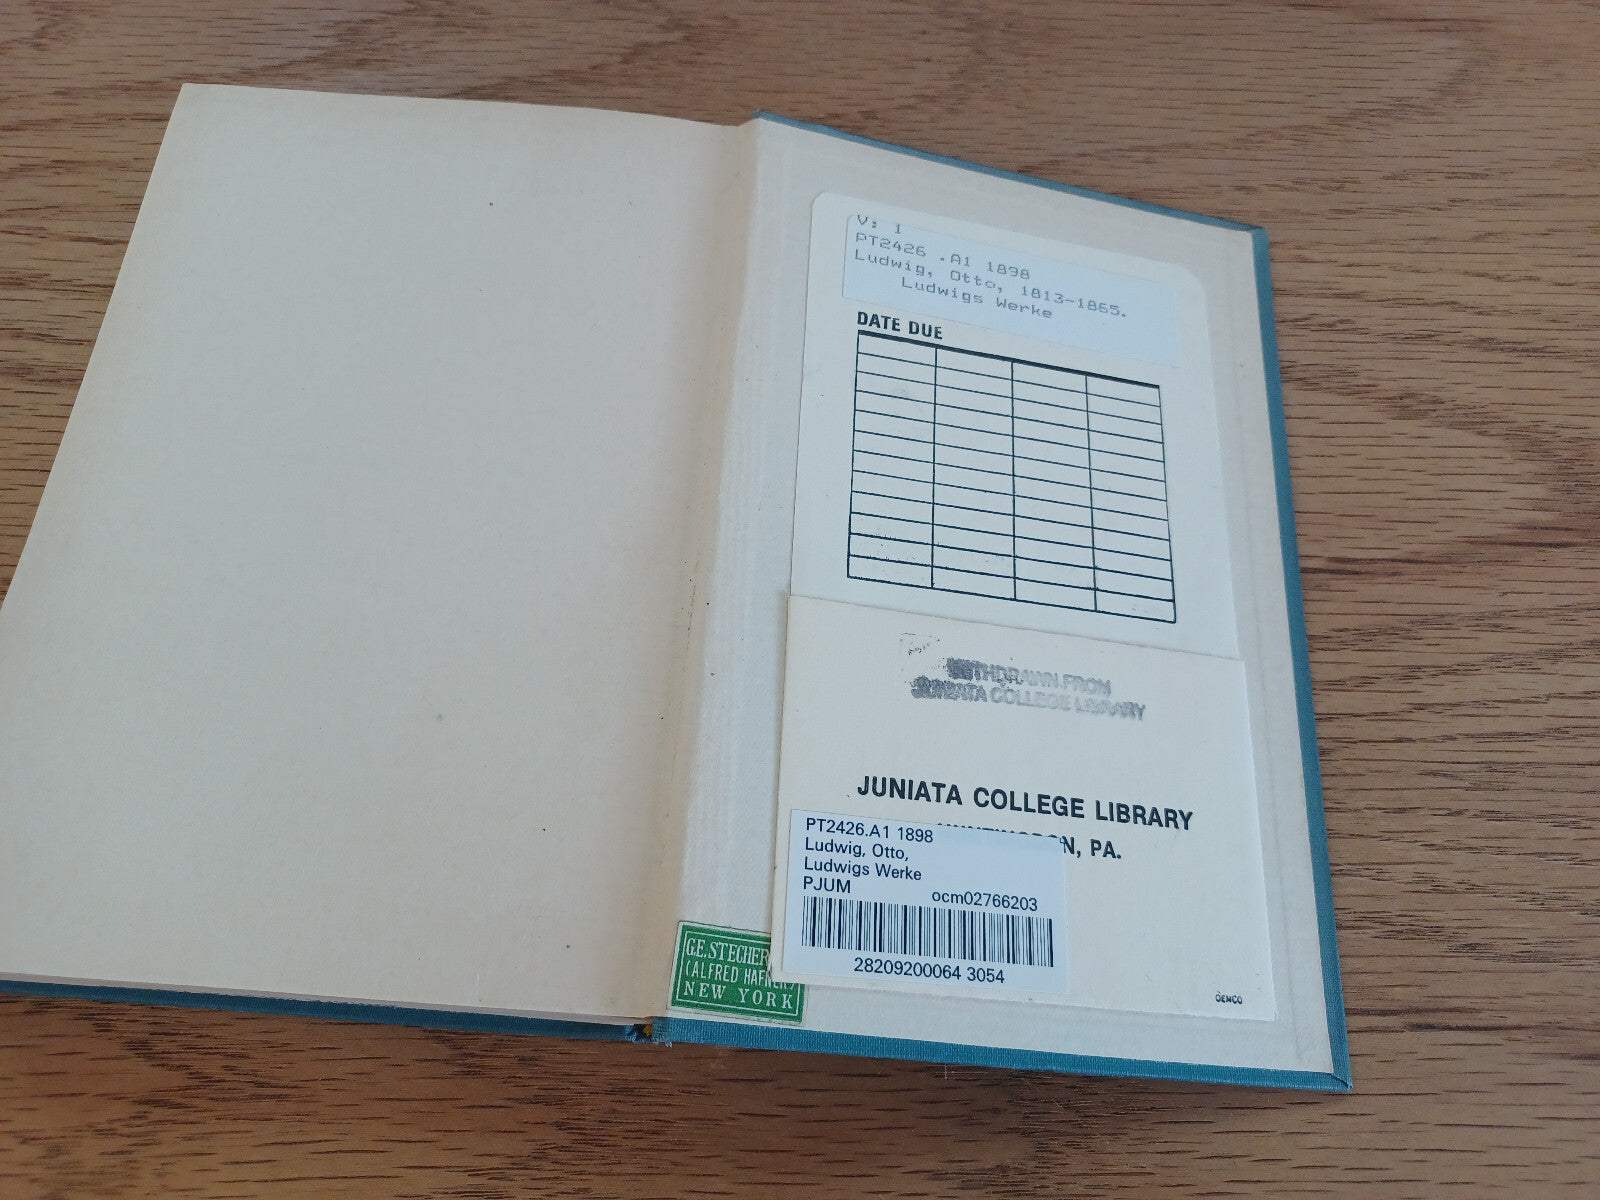 V: 1
PT2426 .A1 1898
Ludwig, Otto, 1813-1865.
Ludwigs Werke
DATE DUE
WITHDRAWN FROM
JUNIATA COLLEGE LIBRARY
JUNIATA COLLEGE LIBRARY
N, PA.
PT2426.A1 1898
Ludwig, Otto,
Ludwigs Werke
PJUM ocm02766203
28209200064 3054
G.E.STECHER
(ALFRED HAFNER)
NEW YORK
DEMCO